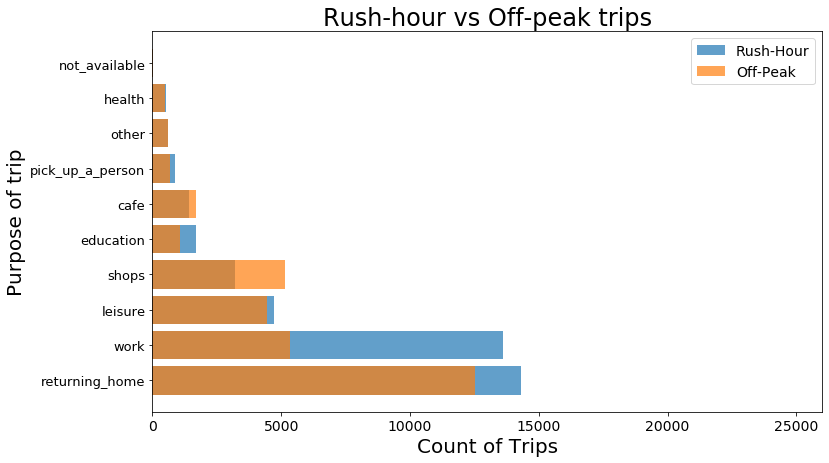 Rush-hour vs Off-peak trips
Rush-Hour
Off-Peak
Purpose of trip
not_available
health
other
pick_up_a_person
cafe
education
shops
leisure
work
returning_home
0 5000 10000 15000 20000 25000
Count of Trips